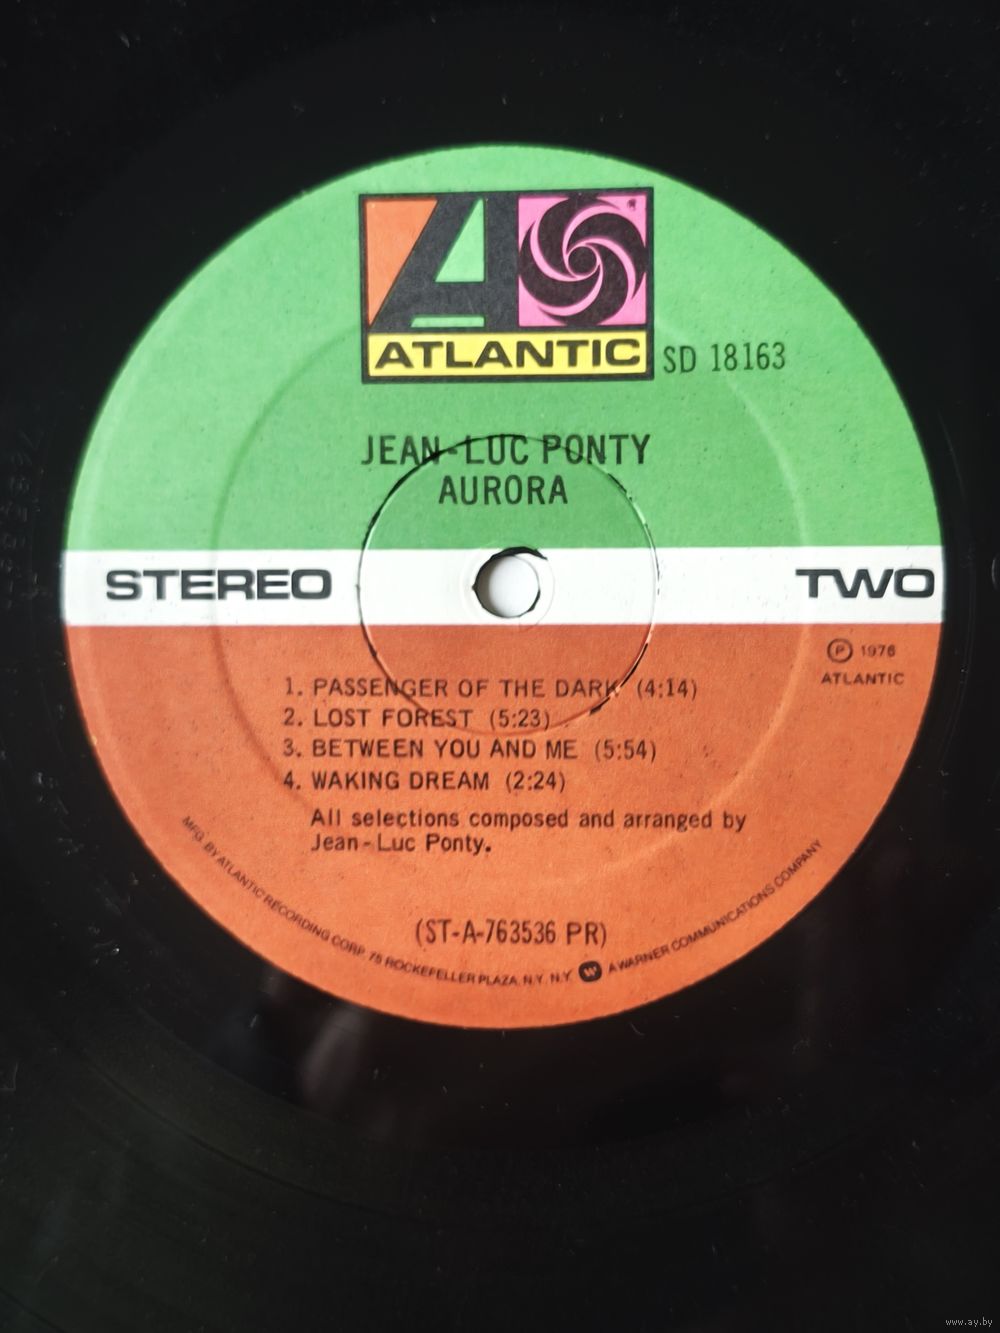 ATLANTIC
SD 18163
JEAN-LUC PONTY
AURORA
STEREO
TWO
Ⓟ 1976
ATLANTIC
1. PASSENGER OF THE DARK (4:14)
2. LOST FOREST (5:23)
3. BETWEEN YOU AND ME (5:54)
4. WAKING DREAM (2:24)
All selections composed and arranged by
Jean-Luc Ponty.
(ST-A-763536 PR)
MFG. BY ATLANTIC RECORDING CORP. 75 ROCKEFELLER PLAZA, N.Y. N.Y. A WARNER COMMUNICATIONS COMPANY
www.ay.by